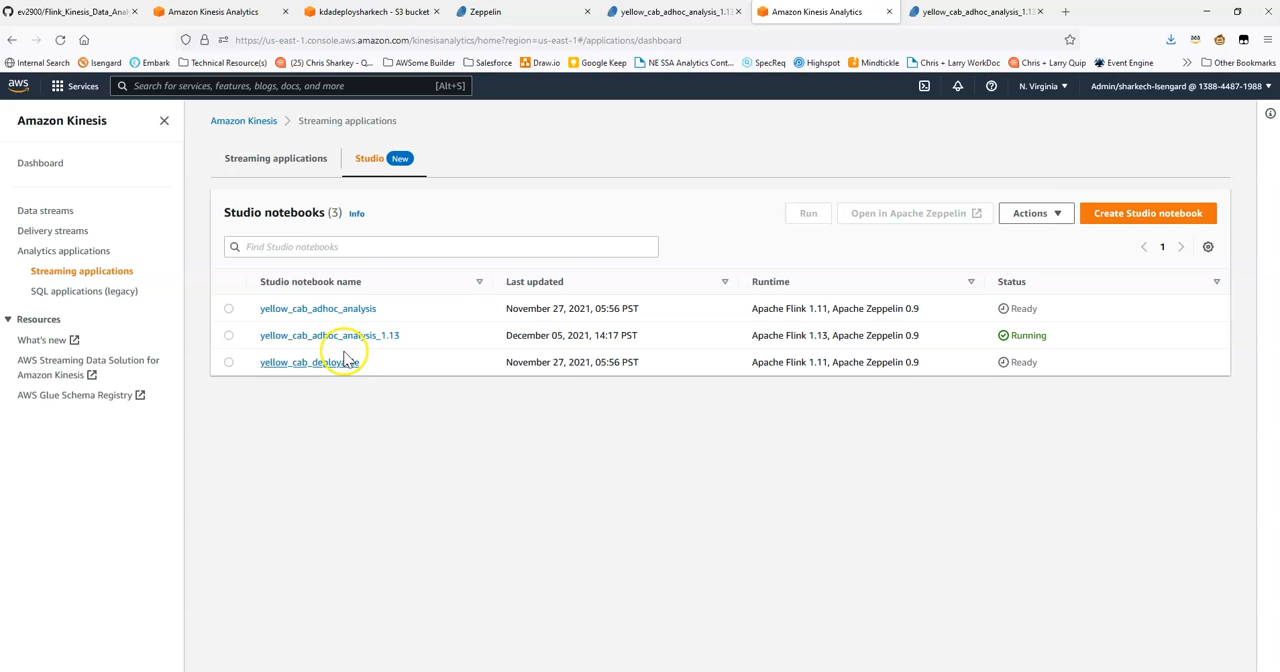 ev2900/Flink_Kinesis_Data_Anal
Amazon Kinesis Analytics
kdadeploysharkech - S3 bucket
Zeppelin
yellow_cab_adhoc_analysis_1.13
Amazon Kinesis Analytics
yellow_cab_adhoc_analysis_1.13
https://us-east-1.console.aws.amazon.com/kinesisanalytics/home?region=us-east-1#/applications/dashboard
Internal Search
Isengard
Embark
Technical Resource(s)
(25) Chris Sharkey - Q...
AWSome Builder
Salesforce
Draw.io
Google Keep
NE SSA Analytics Cont...
SpecReq
Highspot
Mindtickle
Chris + Larry WorkDoc
Chris + Larry Quip
Event Engine
Other Bookmarks
aws
Services
Search for services, features, blogs, docs, and more
[Alt+S]
N. Virginia
Admin/sharkech-Isengard @ 1388-4487-1988
Amazon Kinesis
Dashboard
Data streams
Delivery streams
Analytics applications
Streaming applications
SQL applications (legacy)
Resources
What's new
AWS Streaming Data Solution for
Amazon Kinesis
AWS Glue Schema Registry
Amazon Kinesis > Streaming applications
Streaming applications
Studio New
Studio notebooks (3) Info
Run
Open in Apache Zeppelin
Actions
Create Studio notebook
Find Studio notebooks
1
Studio notebook name Last updated Runtime Status
yellow_cab_adhoc_analysis November 27, 2021, 05:56 PST Apache Flink 1.11, Apache Zeppelin 0.9 Ready
yellow_cab_adhoc_analysis_1.13 December 05, 2021, 14:17 PST Apache Flink 1.13, Apache Zeppelin 0.9 Running
November 27, 2021, 05:56 PST Apache Flink 1.11, Apache Zeppelin 0.9 Ready